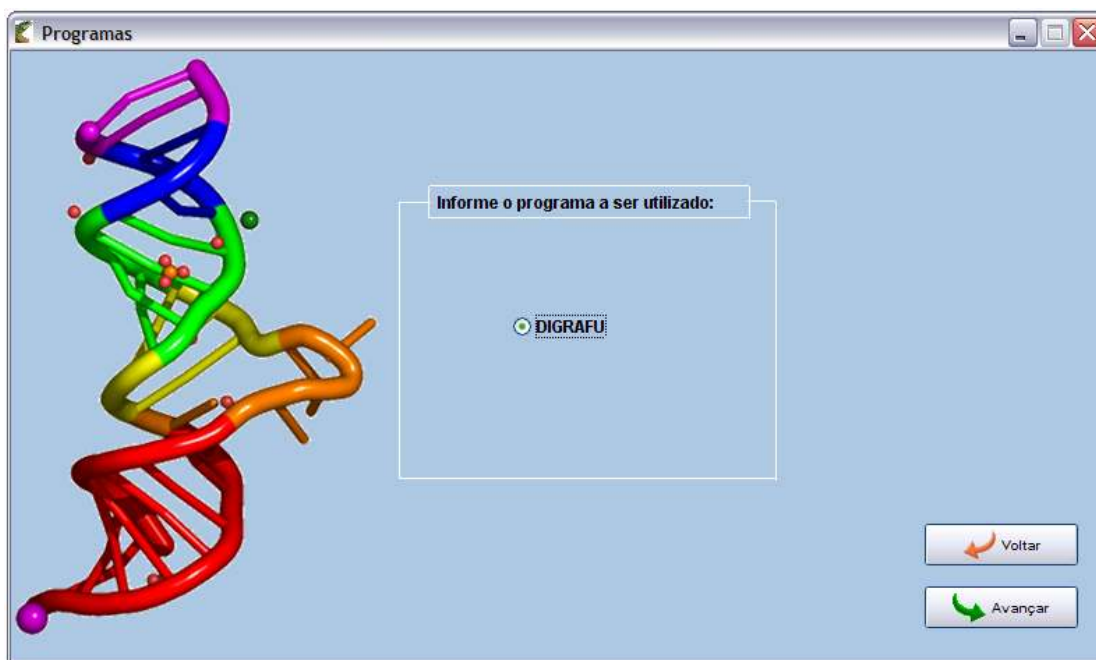 Programas
Informe o programa a ser utilizado:
DIGRAFU
Voltar
Avançar